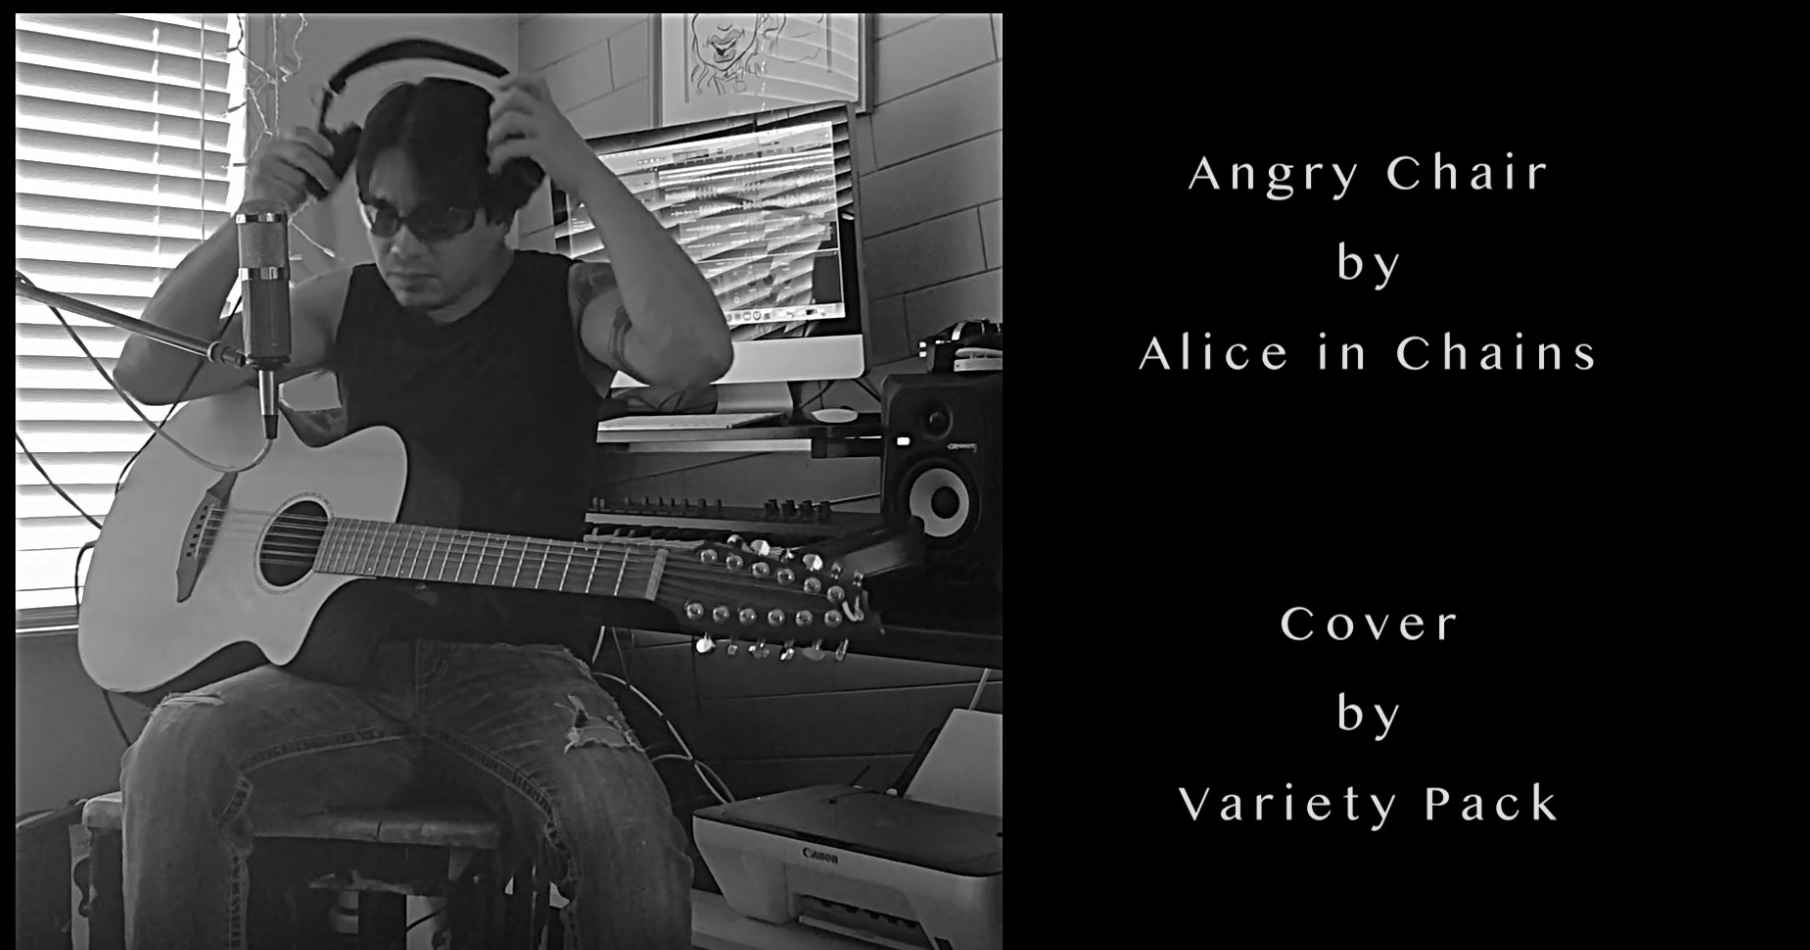 Angry Chair
by
Alice in Chains
Cover
by
Variety Pack
Canon